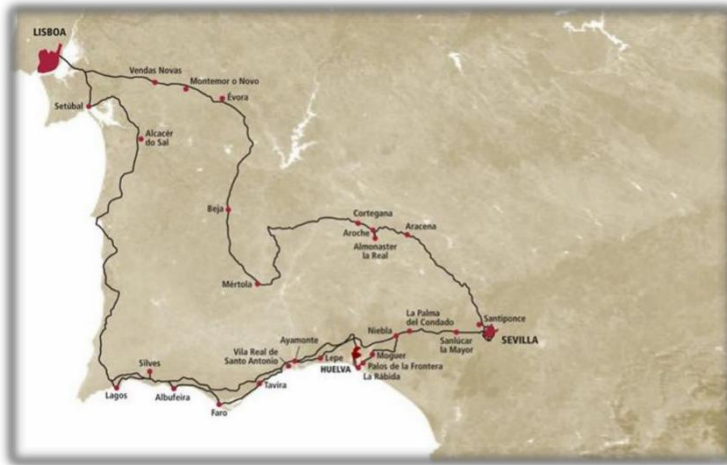 LISBOA
Vendas Novas
Montemor o Novo
Évora
Setúbal
Alcacér
do Sal
Beja
Cortegana
Aroche
Aracena
Almonaster
la Real
Mértola
Santiponce
La Palma
del Condado
Niebla
SEVILLA
Sanlúcar
la Mayor
Ayamonte
Vila Real de
Santo Antonio
Lepe
Moguer
HUELVA
Palos de la Frontera
La Rábida
Silves
Tavira
Lagos
Albufeira
Faro